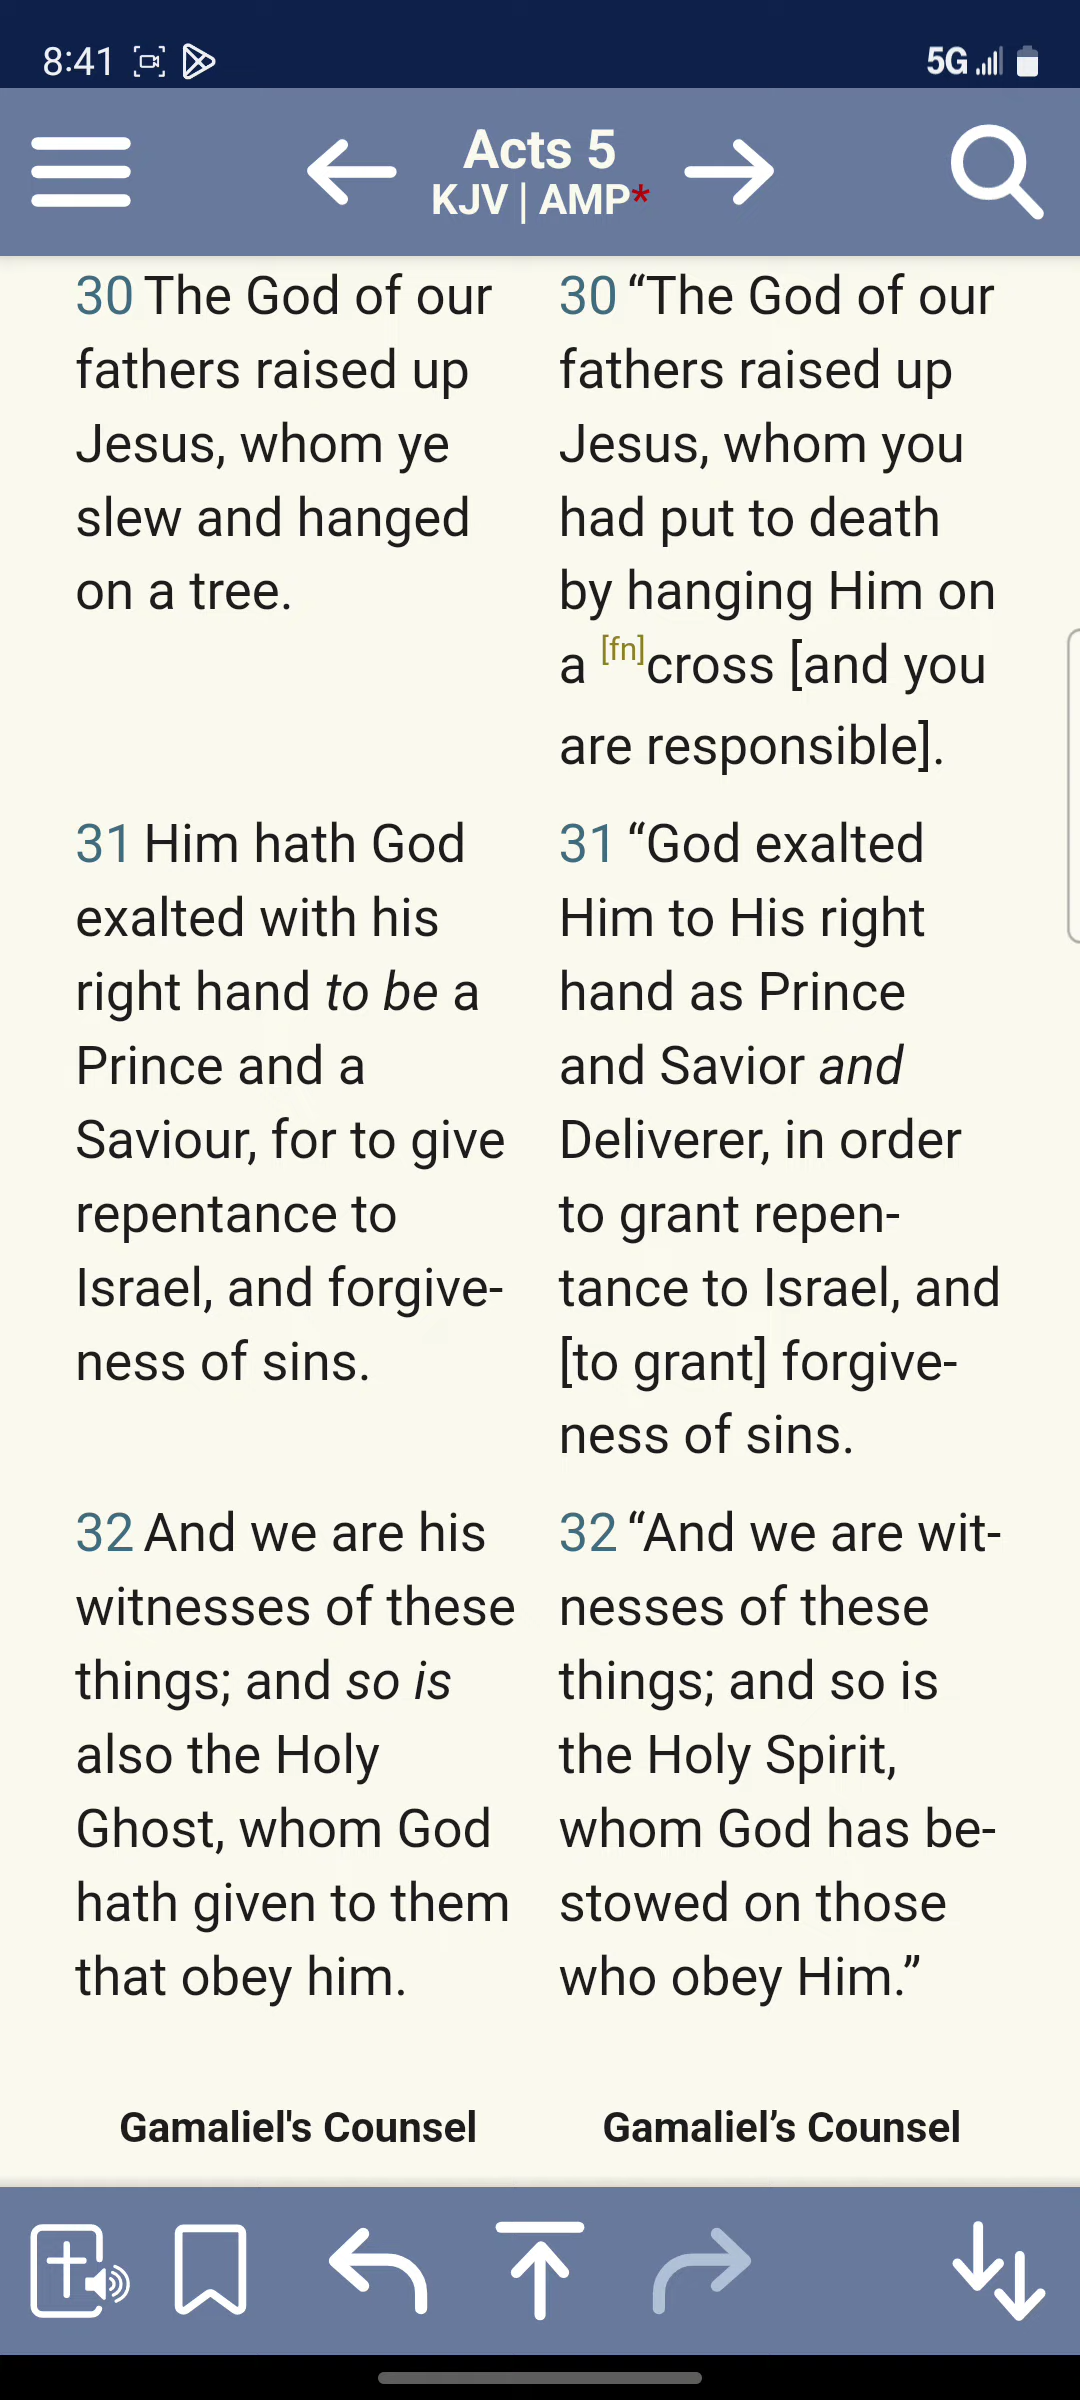 8:41
5G
Acts 5
KJV | AMP*
30 The God of our
fathers raised up
Jesus, whom ye
slew and hanged
on a tree.
30 “The God of our
fathers raised up
Jesus, whom you
had put to death
by hanging Him on
a [fn]cross [and you
are responsible].
31 Him hath God
exalted with his
right hand to be a
Prince and a
Saviour, for to give
repentance to
Israel, and forgive-
ness of sins.
31 “God exalted
Him to His right
hand as Prince
and Savior and
Deliverer, in order
to grant repen-
tance to Israel, and
[to grant] forgive-
ness of sins.
32 And we are his
witnesses of these
things; and so is
also the Holy
Ghost, whom God
hath given to them
that obey him.
32 “And we are wit-
nesses of these
things; and so is
the Holy Spirit,
whom God has be-
stowed on those
who obey Him.”
Gamaliel's Counsel
Gamaliel’s Counsel